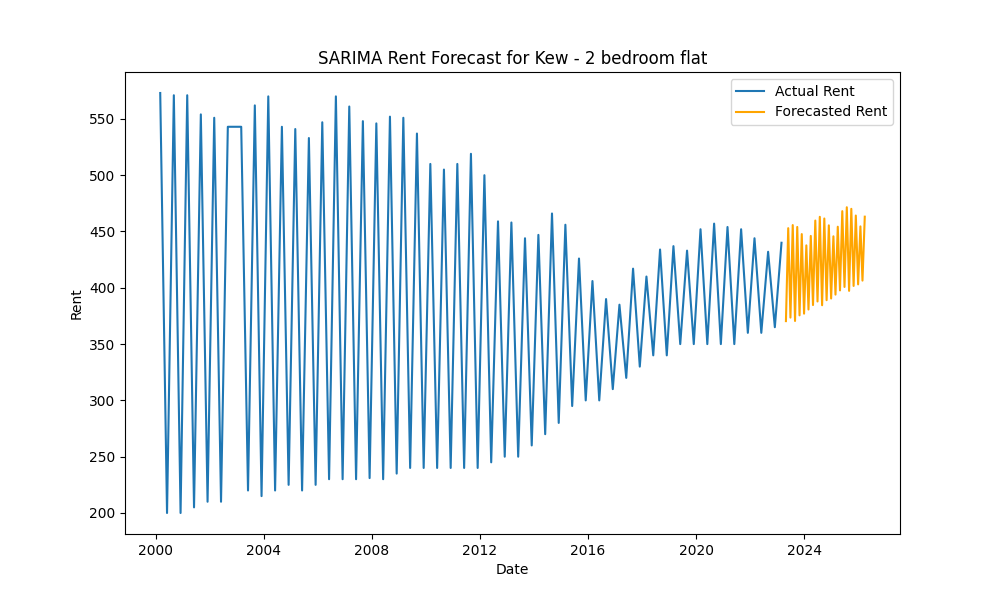 SARIMA Rent Forecast for Kew - 2 bedroom flat
Actual Rent
Forecasted Rent
Rent
550
500
450
400
350
300
250
200
2000 2004 2008 2012 2016 2020 2024
Date